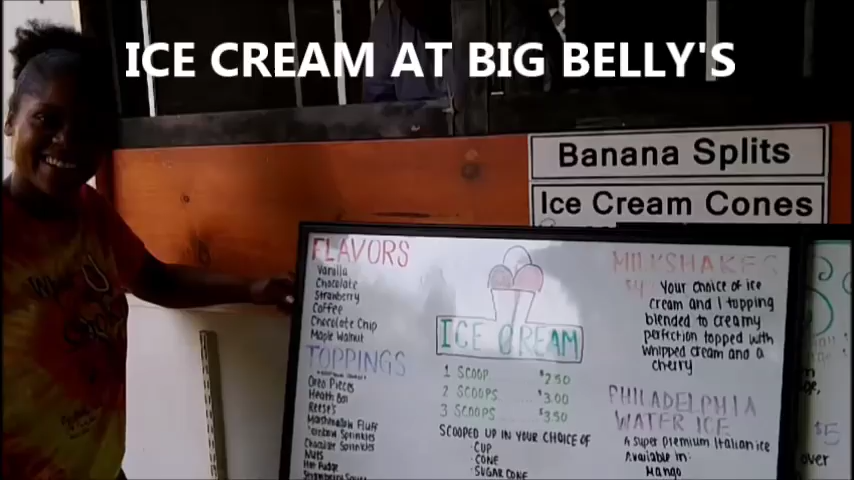 ICE CREAM AT BIG BELLY'S
Banana Splits
Ice Cream Cones
FLAVORS
Vanilla
Chocolate
Strawberry
Coffee
Chocolate Chip
Maple Walnut
TOPPINGS
Oreo Pieces
Heath Bar
Reese's
Marshmallow Fluff
Rainbow Sprinkles
Chocolate Sprinkles
Nuts
Hot Fudge
ICE CREAM
1 SCOOP $2.50
2 SCOOPS $3.00
3 SCOOPS $3.50
SCOOPED UP IN YOUR CHOICE OF
·CUP
·CONE
·SUGAR CONE
MILKSHAKES
Your choice of ice
cream and 1 topping
blended to creamy
perfection topped with
whipped cream and a
cherry
PHILADELPHIA
WATER ICE
A super premium Italian ice
Available in:
Mango
$5
over